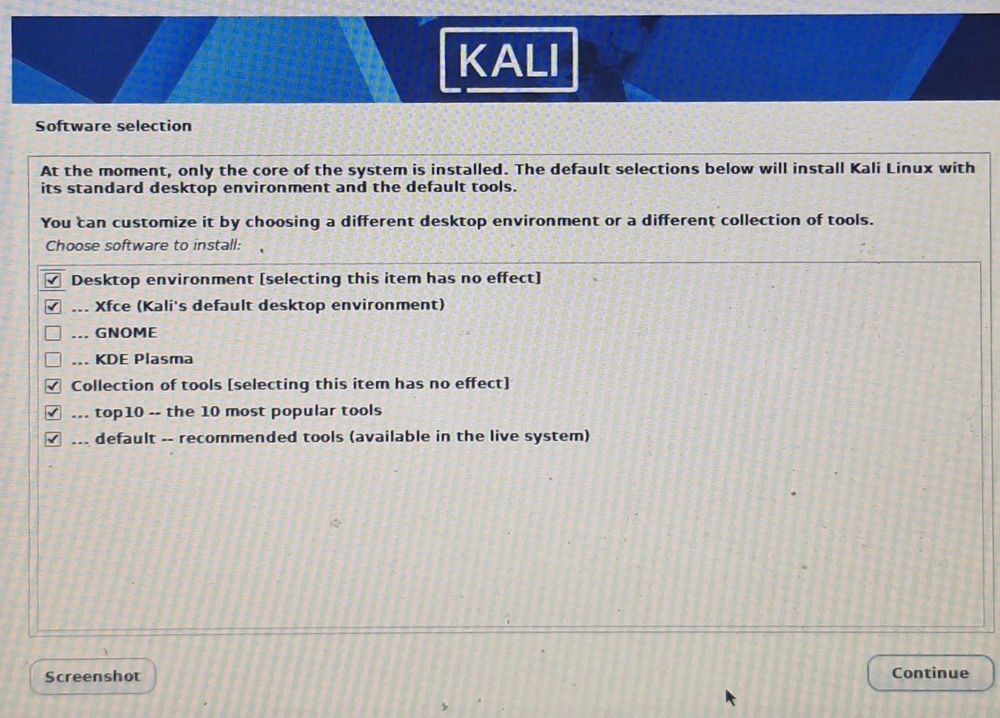 KALI
Software selection
At the moment, only the core of the system is installed. The default selections below will install Kali Linux with
its standard desktop environment and the default tools.
You can customize it by choosing a different desktop environment or a different collection of tools.
Choose software to install:
Desktop environment [selecting this item has no effect]
... Xfce (Kali's default desktop environment)
... GNOME
... KDE Plasma
Collection of tools [selecting this item has no effect]
... top10 -- the 10 most popular tools
... default -- recommended tools (available in the live system)
Screenshot
Continue